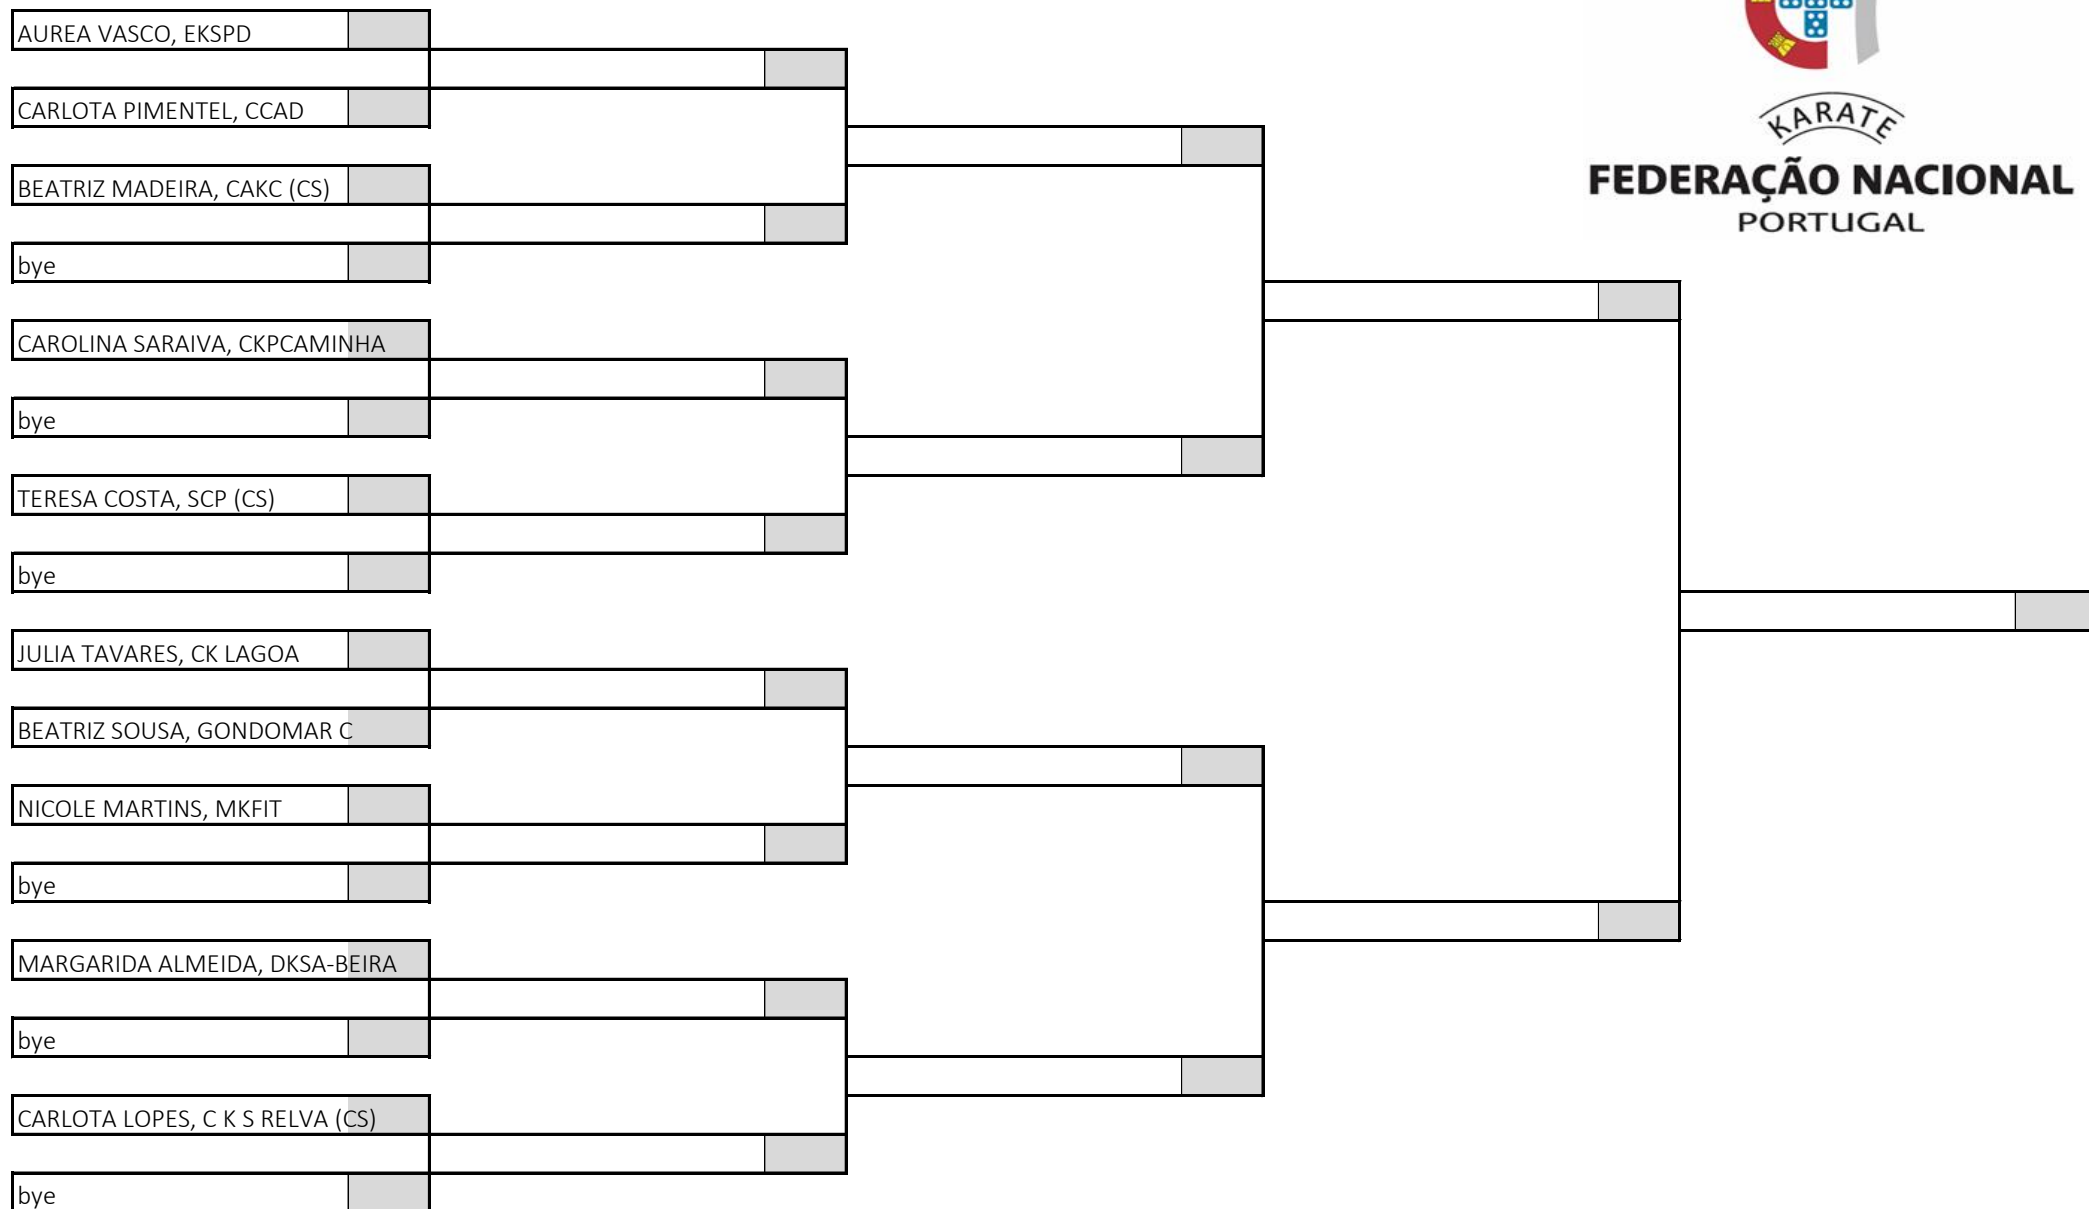 AUREA VASCO, EKSPD
CARLOTA PIMENTEL, CCAD
BEATRIZ MADEIRA, CAKC (CS)
bye
CAROLINA SARAIVA, CKPCAMINHA
bye
TERESA COSTA, SCP (CS)
bye
JULIA TAVARES, CK LAGOA
BEATRIZ SOUSA, GONDOMAR C
NICOLE MARTINS, MKFIT
bye
MARGARIDA ALMEIDA, DKSA-BEIRA
bye
CARLOTA LOPES, C K S RELVA (CS)
bye
KARATE
FEDERAÇÃO NACIONAL
PORTUGAL